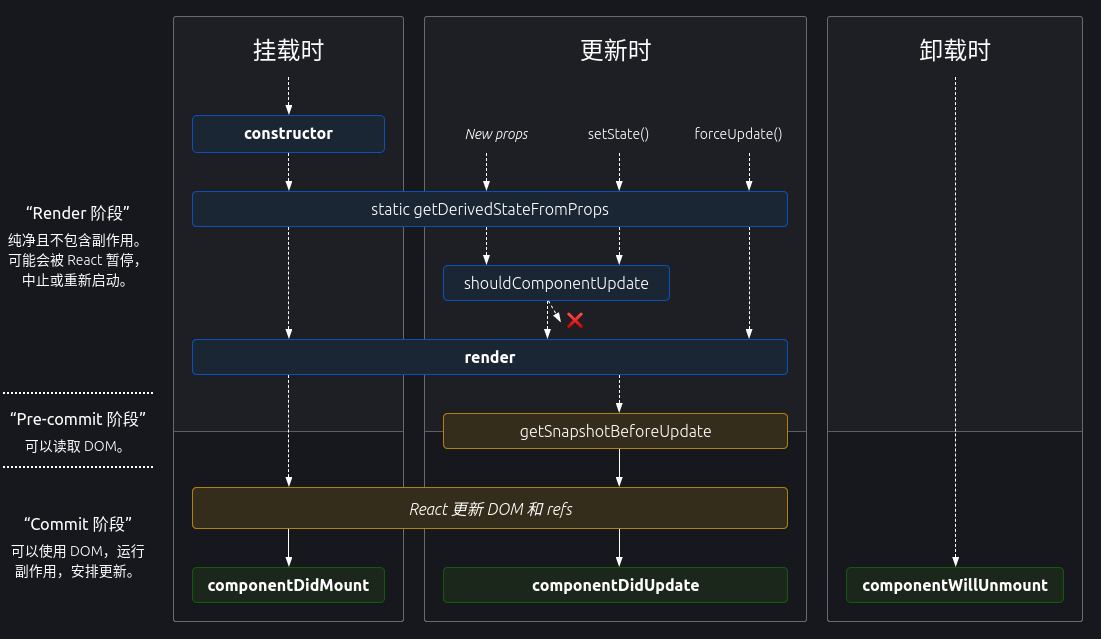 挂载时
更新时
卸载时
constructor
New props
setState()
forceUpdate()
“Render 阶段”
纯净且不包含副作用。
可能会被 React 暂停，
中止或重新启动。
static getDerivedStateFromProps
shouldComponentUpdate
render
“Pre-commit 阶段”
可以读取 DOM。
getSnapshotBeforeUpdate
“Commit 阶段”
可以使用 DOM，运行
副作用，安排更新。
React 更新 DOM 和 refs
componentDidMount
componentDidUpdate
componentWillUnmount